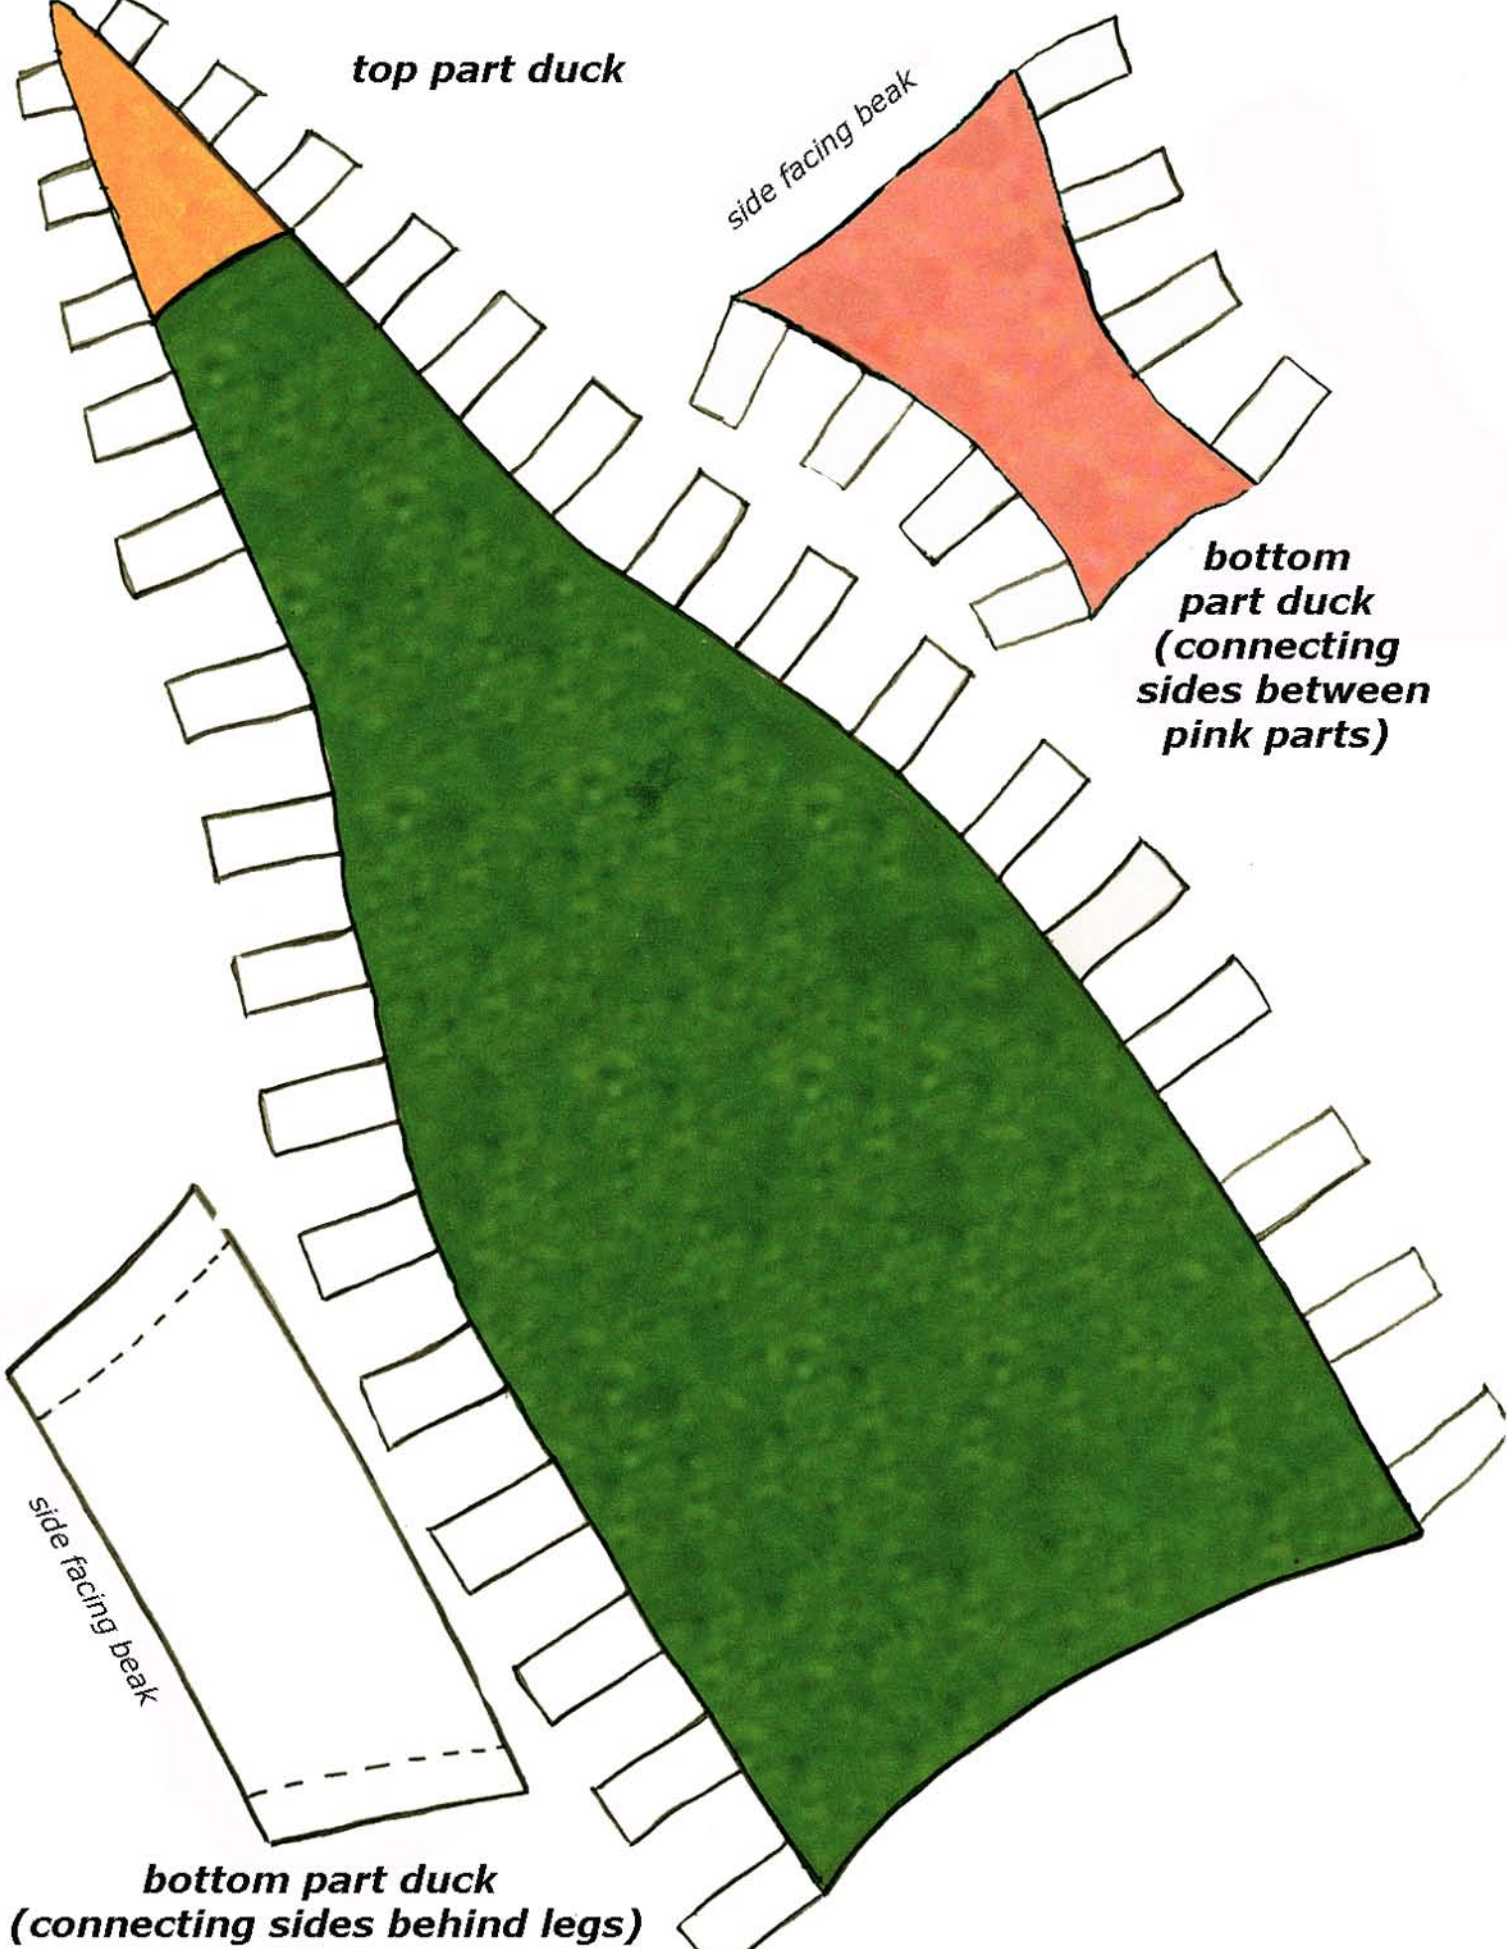 top part duck
side facing beak
bottom
part duck
(connecting
sides between
pink parts)
side facing beak
bottom part duck
(connecting sides behind legs)